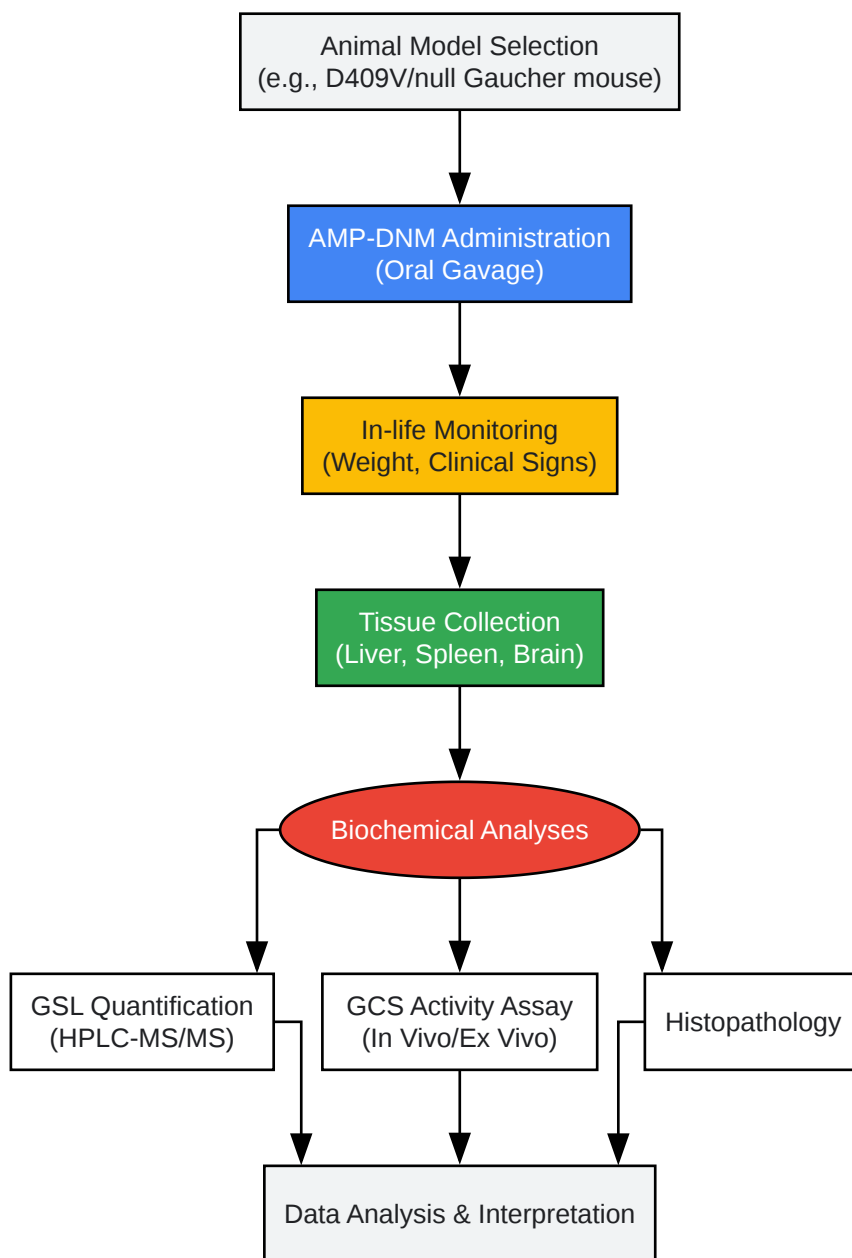 Animal Model Selection
(e.g., D409V/null Gaucher mouse)
AMP-DNM Administration
(Oral Gavage)
In-life Monitoring
(Weight, Clinical Signs)
Tissue Collection
(Liver, Spleen, Brain)
Biochemical Analyses
GSL Quantification
(HPLC-MS/MS)
GCS Activity Assay
(In Vivo/Ex Vivo)
Histopathology
Data Analysis & Interpretation